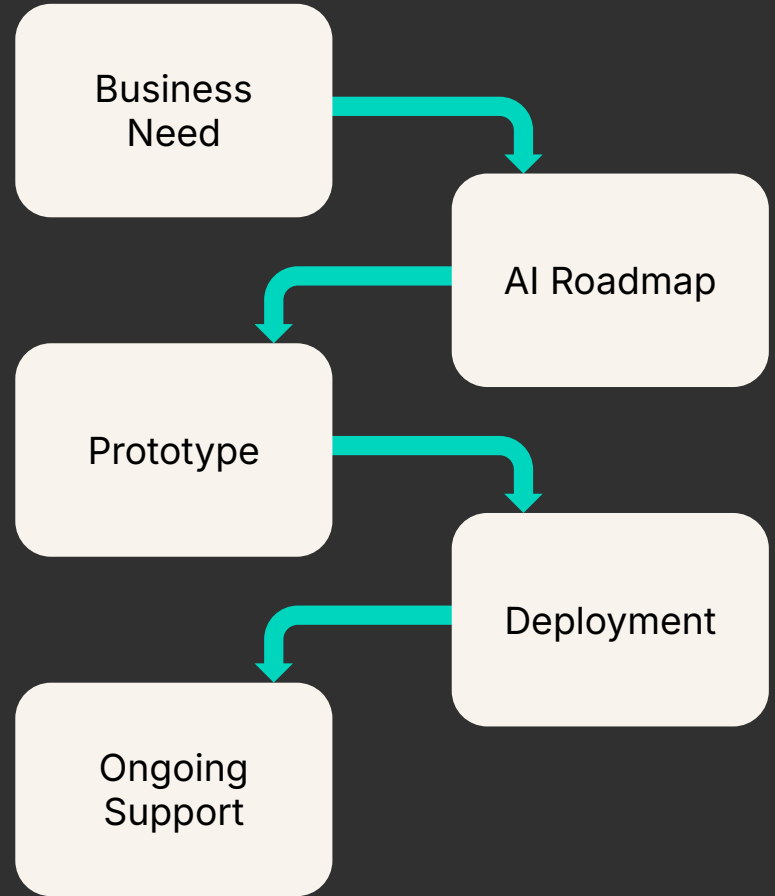 Business
Need
AI Roadmap
Prototype
Deployment
Ongoing
Support